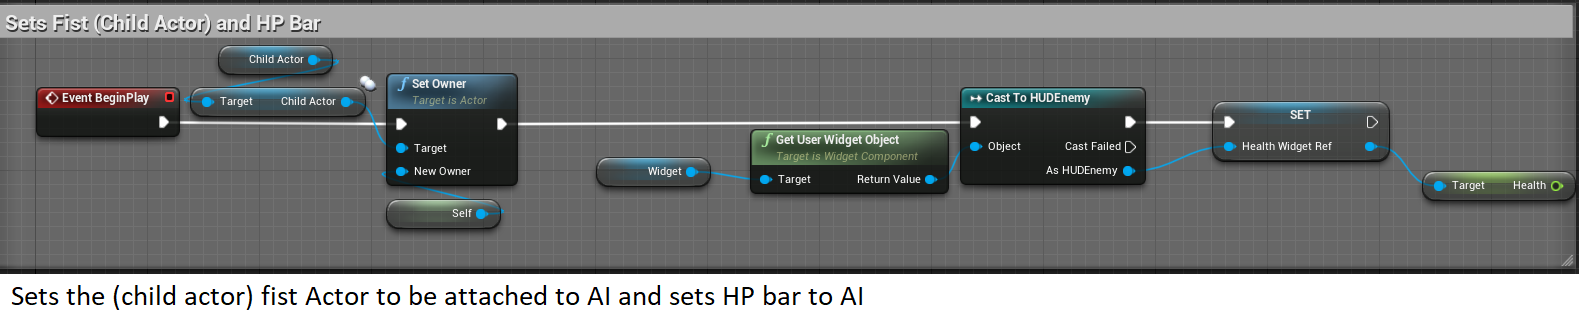 Sets Fist (Child Actor) and HP Bar
Child Actor
Event BeginPlay
Target Child Actor
f Set Owner
Target is Actor
Target
New Owner
Self
Widget
f Get User Widget Object
Target is Widget Component
Target Return Value
Cast To HUDEnemy
Object Cast Failed
As HUDEnemy
SET
Health Widget Ref
Target Health
Sets the (child actor) fist Actor to be attached to AI and sets HP bar to AI